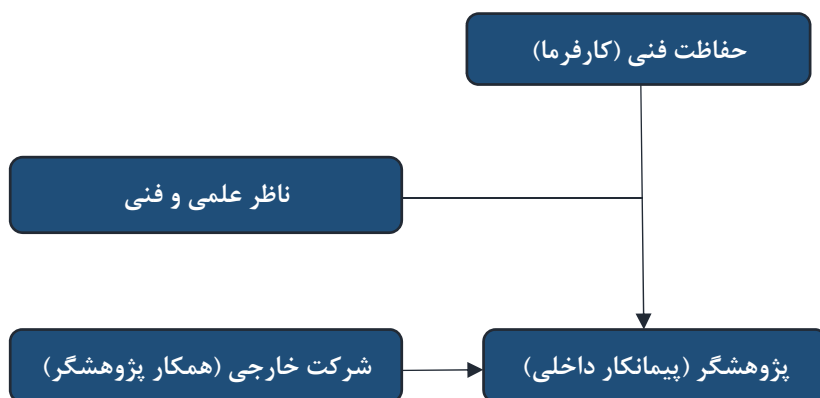 حفاظت فنی (کارفرما)
ناظر علمی و فنی
پژوهشگر (پیمانکار داخلی)
شرکت خارجی (همکار پژوهشگر)